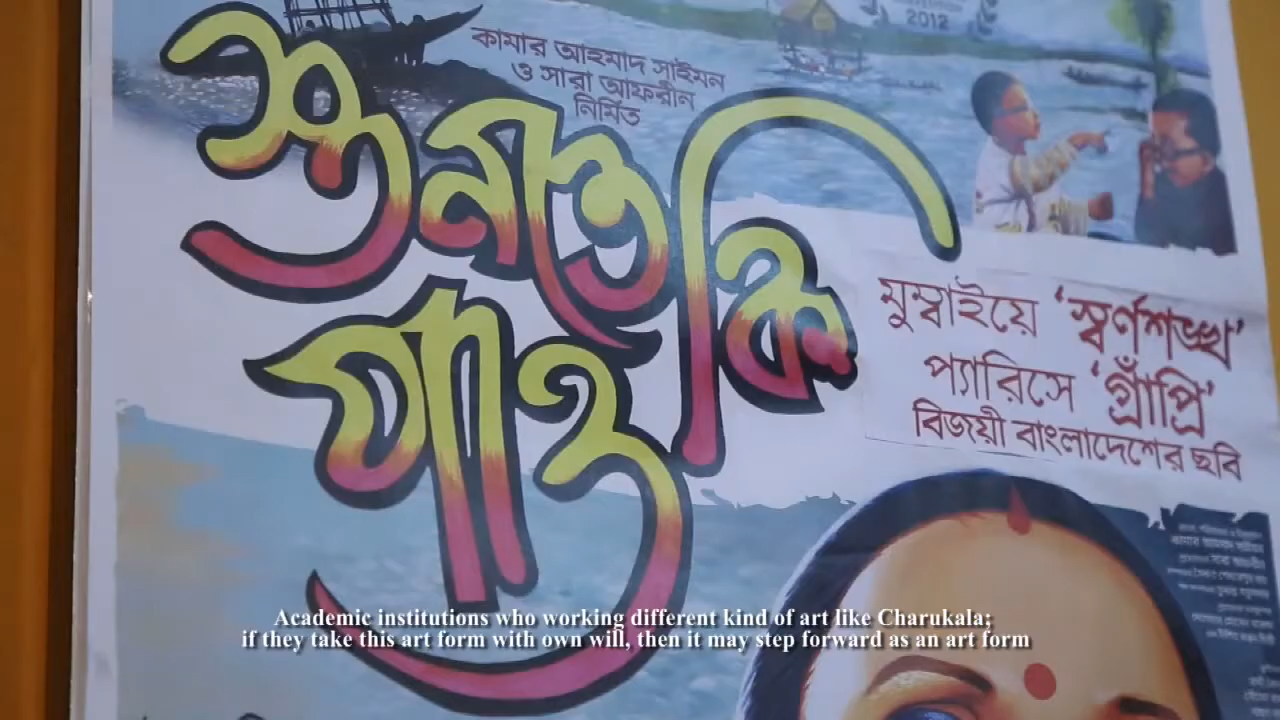 2012
কামার আহমাদ সাইমন
ও সারা আফরীন
নির্মিত
শুনতে কি
পাও
মুম্বাইয়ে ‘স্বর্ণশঙ্খ’
প্যারিসে ‘গ্রাঁপ্রি’
বিজয়ী বাংলাদেশের ছবি
Academic institutions who working different kind of art like Charukala;
if they take this art form with own will, then it may step forward as an art form